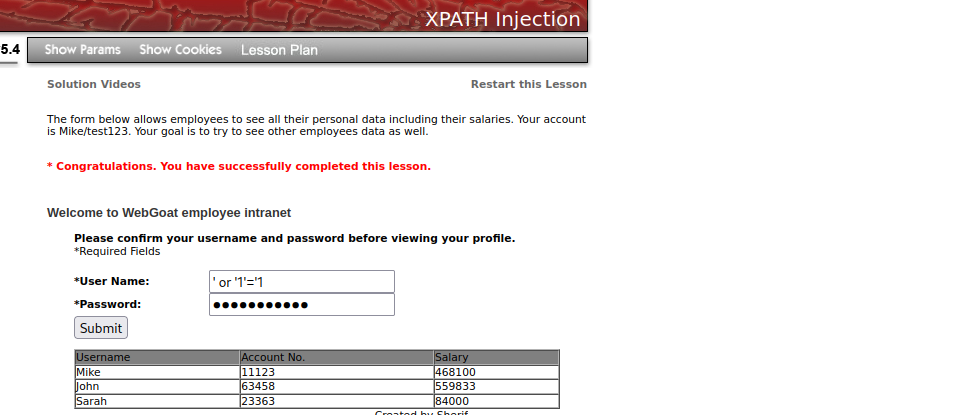 XPATH Injection
5.4 Show Params Show Cookies Lesson Plan
Solution Videos Restart this Lesson
The form below allows employees to see all their personal data including their salaries. Your account
is Mike/test123. Your goal is to try to see other employees data as well.
* Congratulations. You have successfully completed this lesson.
Welcome to WebGoat employee intranet
Please confirm your username and password before viewing your profile.
*Required Fields
*User Name: ' or '1'='1
*Password: ●●●●●●●●●●●
Submit
Username Account No. Salary
Mike 11123 468100
John 63458 559833
Sarah 23363 84000
Created by Sherif